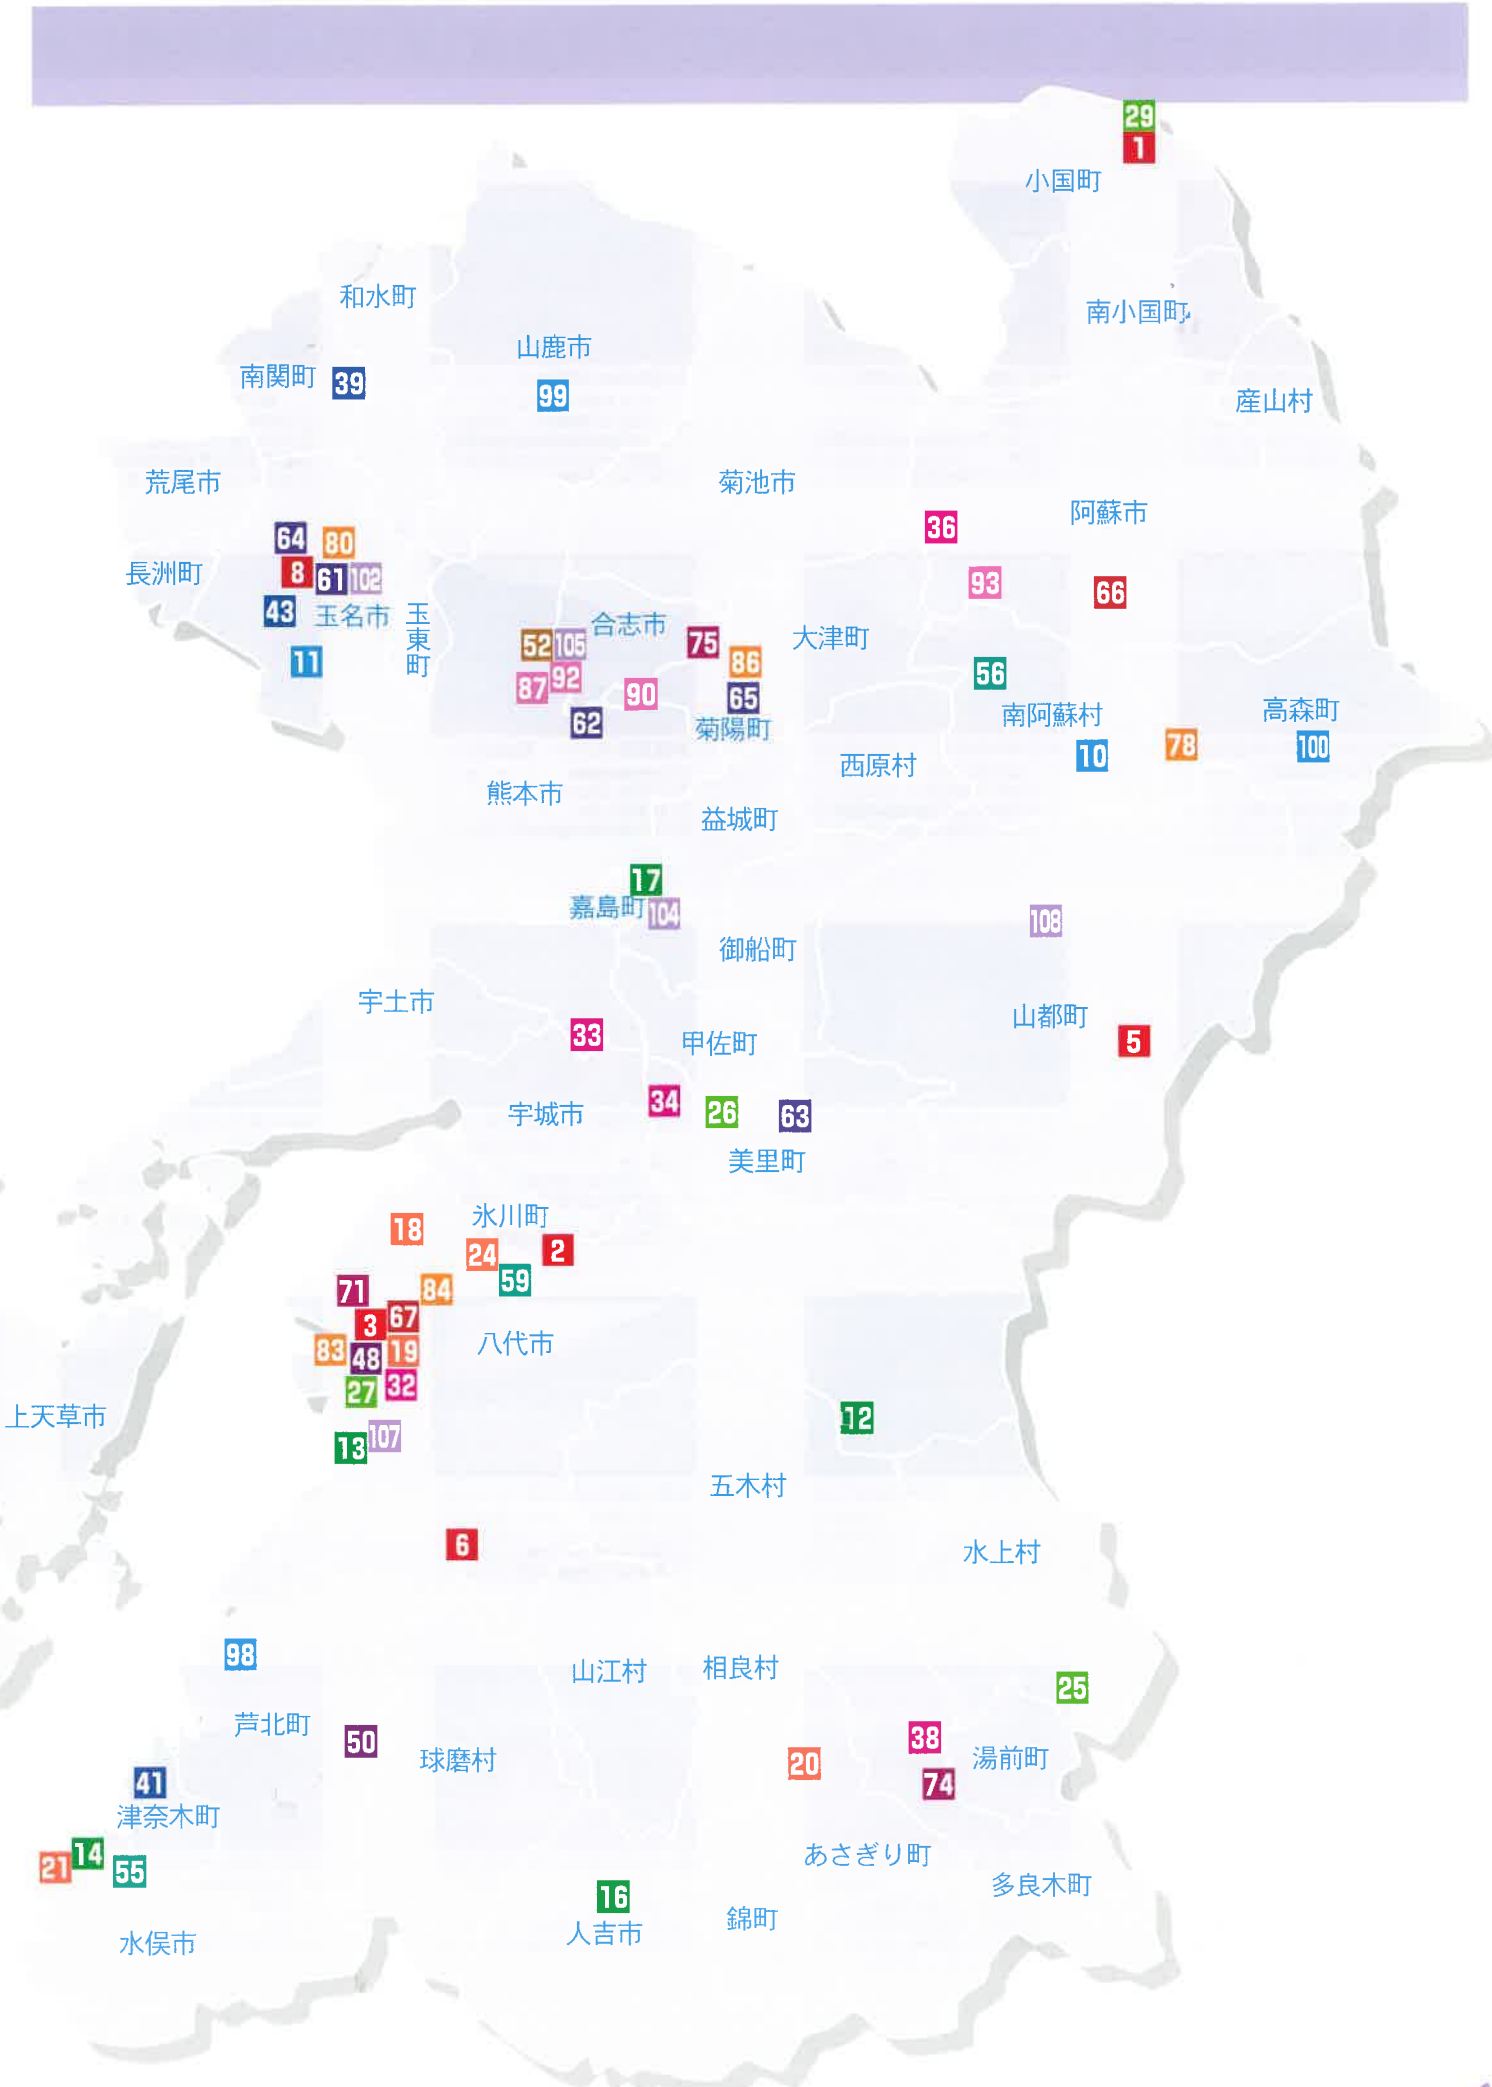 29
1
小国町
和水町
南小国町
山鹿市
南関町
39
99
産山村
荒尾市
菊池市
阿蘇市
36
64
80
長洲町
8
61
102
93
66
43
玉名市
玉東町
合志市
大津町
52
105
75
86
11
87
92
90
65
56
62
菊陽町
南阿蘇村
高森町
10
78
100
西原村
熊本市
益城町
17
嘉島町
104
108
御船町
宇土市
山都町
33
甲佐町
5
34
26
63
宇城市
美里町
18
氷川町
24
2
59
71
84
3
67
83
48
19
八代市
27
32
上天草市
12
13
107
五木村
6
水上村
98
山江村
相良村
25
芦北町
50
球磨村
38
湯前町
20
41
74
津奈木町
21
14
55
あさぎり町
多良木町
16
人吉市
錦町
水俣市